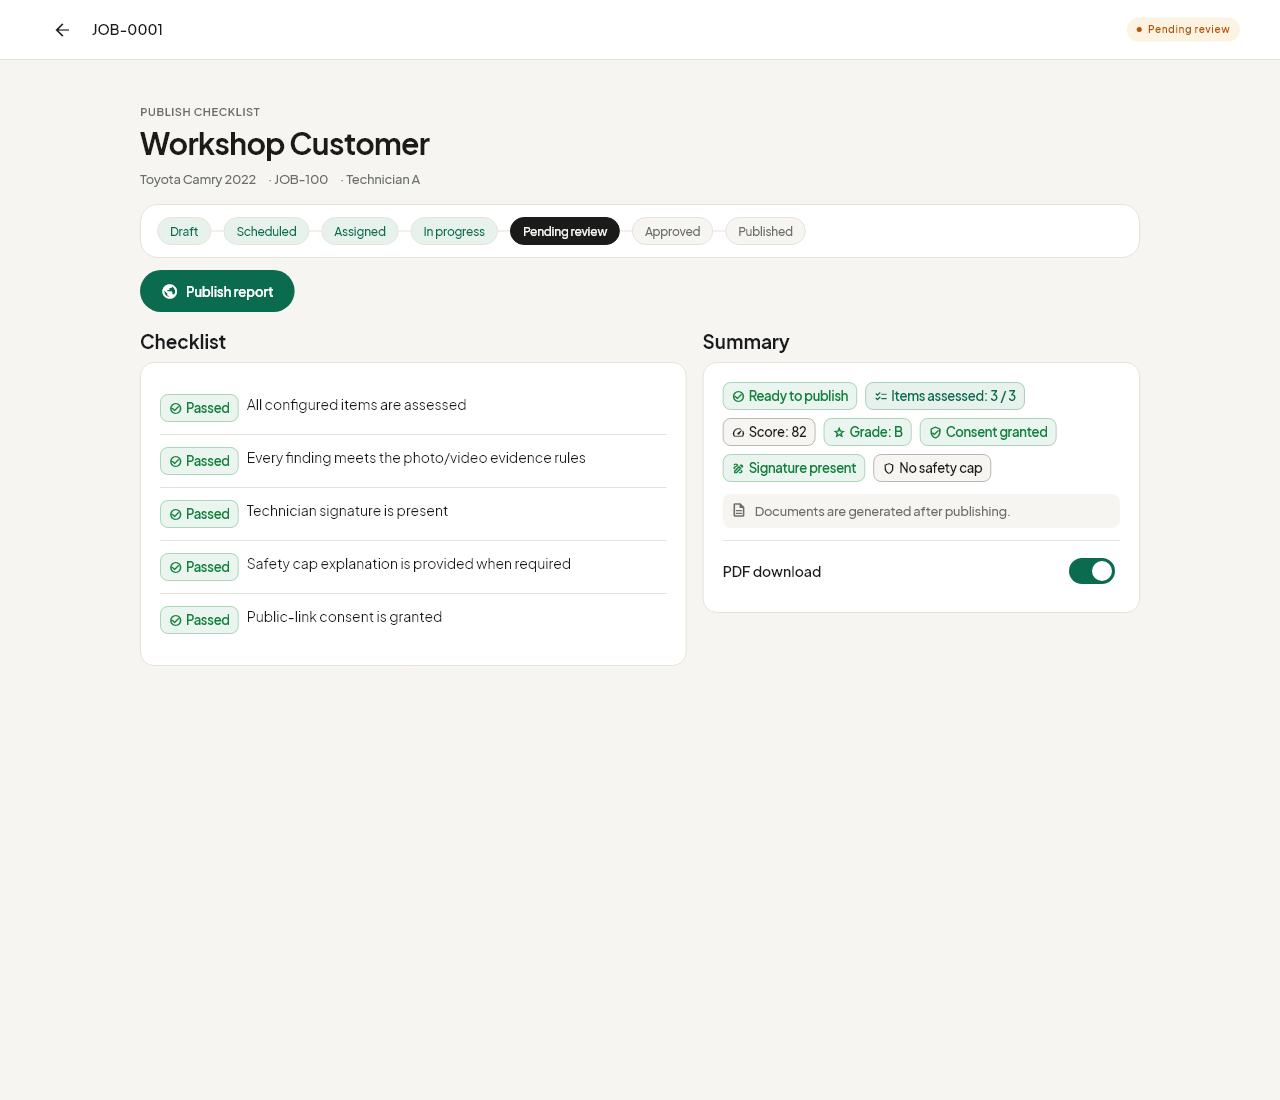 JOB-0001
Pending review
PUBLISH CHECKLIST
Workshop Customer
Toyota Camry 2022 · JOB-100 · Technician A
Draft Scheduled Assigned In progress Pending review Approved Published
Publish report
Checklist
Passed All configured items are assessed
Passed Every finding meets the photo/video evidence rules
Passed Technician signature is present
Passed Safety cap explanation is provided when required
Passed Public-link consent is granted
Summary
Ready to publish Items assessed: 3 / 3
Score: 82 Grade: B Consent granted
Signature present No safety cap
Documents are generated after publishing.
PDF download